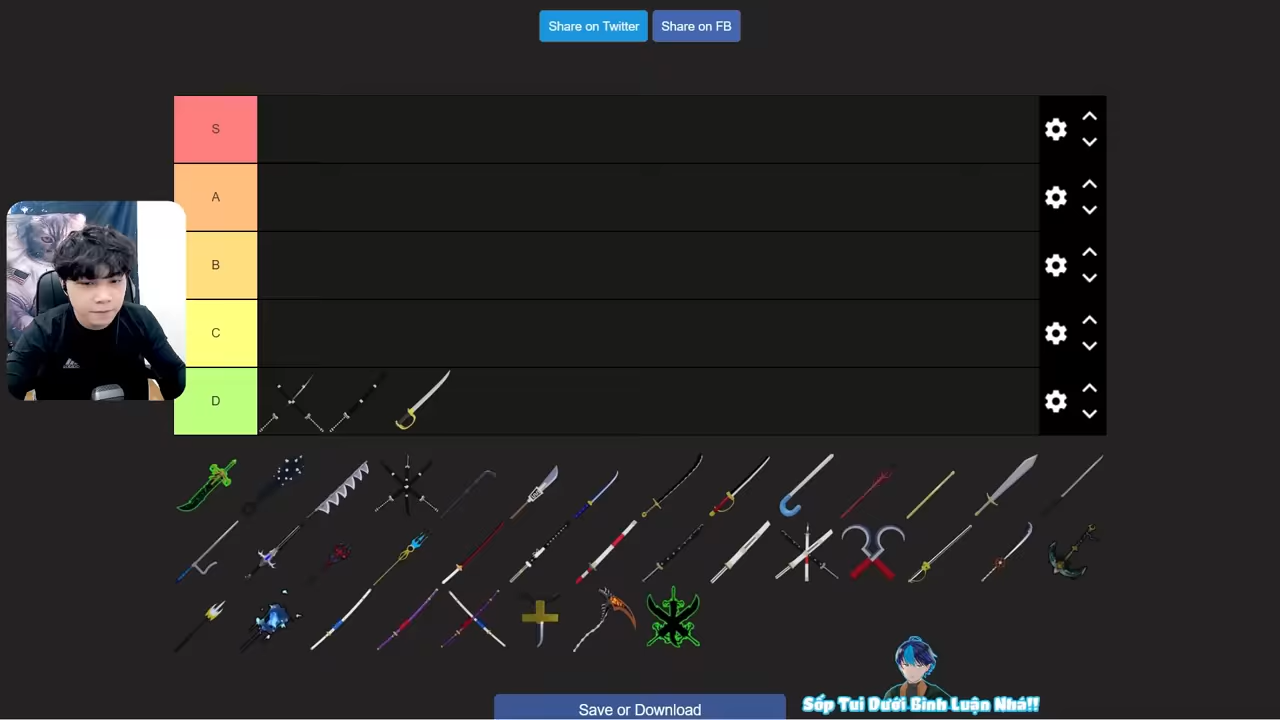 Share on Twitter
Share on FB
S
A
B
C
D
Sốp Tui Dưới Bình Luận Nhá!!
Save or Download